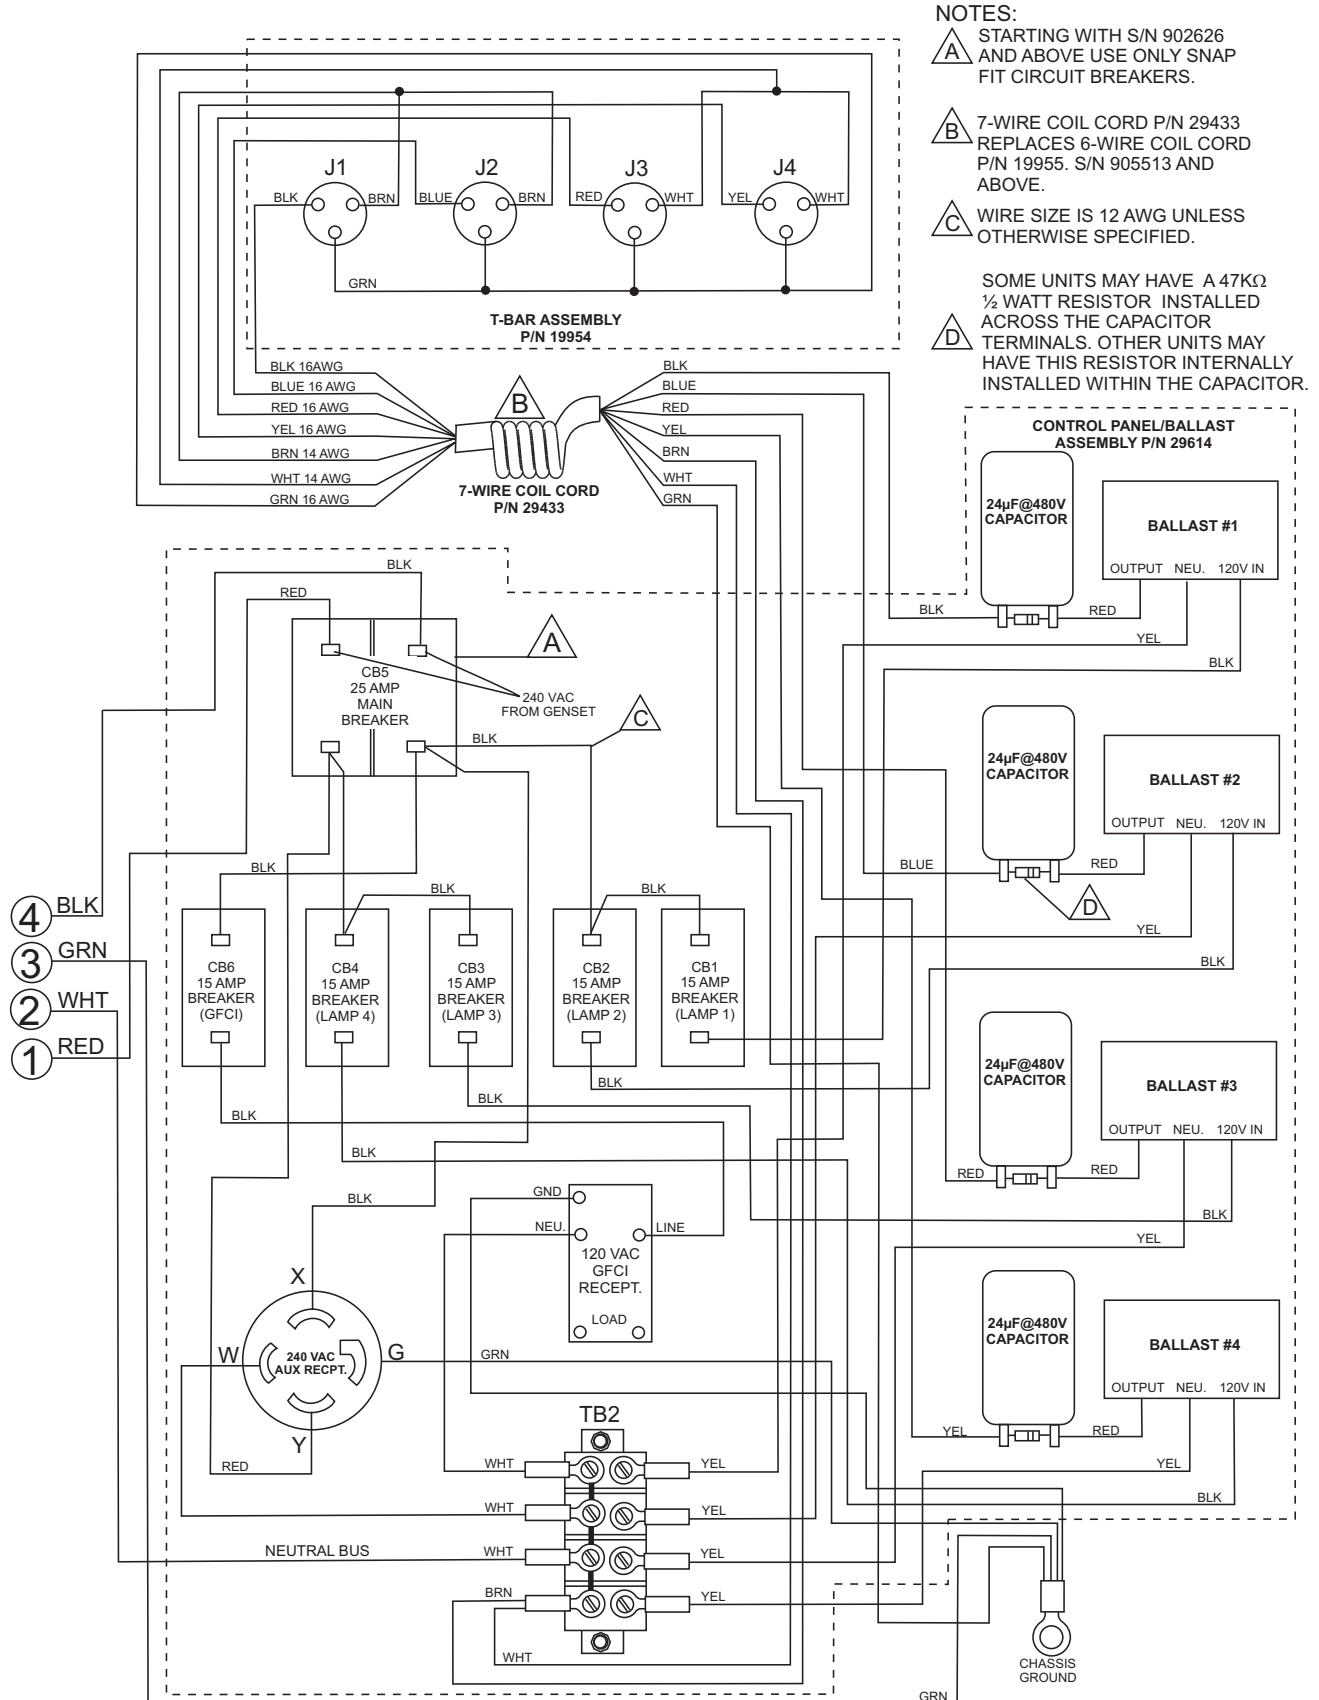 NOTES:
A
STARTING WITH S/N 902626
AND ABOVE USE ONLY SNAP
FIT CIRCUIT BREAKERS.
B
7-WIRE COIL CORD P/N 29433
REPLACES 6-WIRE COIL CORD
P/N 19955. S/N 905513 AND
ABOVE.
C
WIRE SIZE IS 12 AWG UNLESS
OTHERWISE SPECIFIED.
D
SOME UNITS MAY HAVE A 47KΩ
½ WATT RESISTOR INSTALLED
ACROSS THE CAPACITOR
TERMINALS. OTHER UNITS MAY
HAVE THIS RESISTOR INTERNALLY
INSTALLED WITHIN THE CAPACITOR.
J1
J2
J3
J4
BLK
BRN
BLUE
BRN
RED
WHT
YEL
WHT
GRN
T-BAR ASSEMBLY
P/N 19954
BLK 16AWG
BLUE 16 AWG
RED 16 AWG
YEL 16 AWG
BRN 14 AWG
WHT 14 AWG
GRN 16 AWG
B
7-WIRE COIL CORD
P/N 29433
BLK
BLUE
RED
YEL
BRN
WHT
GRN
CONTROL PANEL/BALLAST
ASSEMBLY P/N 29614
24µF@480V
CAPACITOR
BALLAST #1
OUTPUT NEU. 120V IN
BLK
RED
YEL
BLK
24µF@480V
CAPACITOR
BALLAST #2
OUTPUT NEU. 120V IN
BLUE
RED
D
YEL
BLK
24µF@480V
CAPACITOR
BALLAST #3
OUTPUT NEU. 120V IN
RED
RED
BLK
YEL
24µF@480V
CAPACITOR
BALLAST #4
OUTPUT NEU. 120V IN
YEL
RED
YEL
BLK
BLK
RED
A
CB5
25 AMP
MAIN
BREAKER
240 VAC
FROM GENSET
C
BLK
BLK
BLK
BLK
4 BLK
3 GRN
2 WHT
1 RED
CB6
15 AMP
BREAKER
(GFCI)
CB4
15 AMP
BREAKER
(LAMP 4)
CB3
15 AMP
BREAKER
(LAMP 3)
CB2
15 AMP
BREAKER
(LAMP 2)
CB1
15 AMP
BREAKER
(LAMP 1)
BLK
BLK
BLK
BLK
BLK
GND
NEU.
LINE
120 VAC
GFCI
RECEPT.
LOAD
X
W
G
Y
240 VAC
AUX RECPT.
GRN
RED
TB2
WHT
YEL
WHT
YEL
NEUTRAL BUS
WHT
YEL
BRN
YEL
WHT
CHASSIS
GROUND
GRN